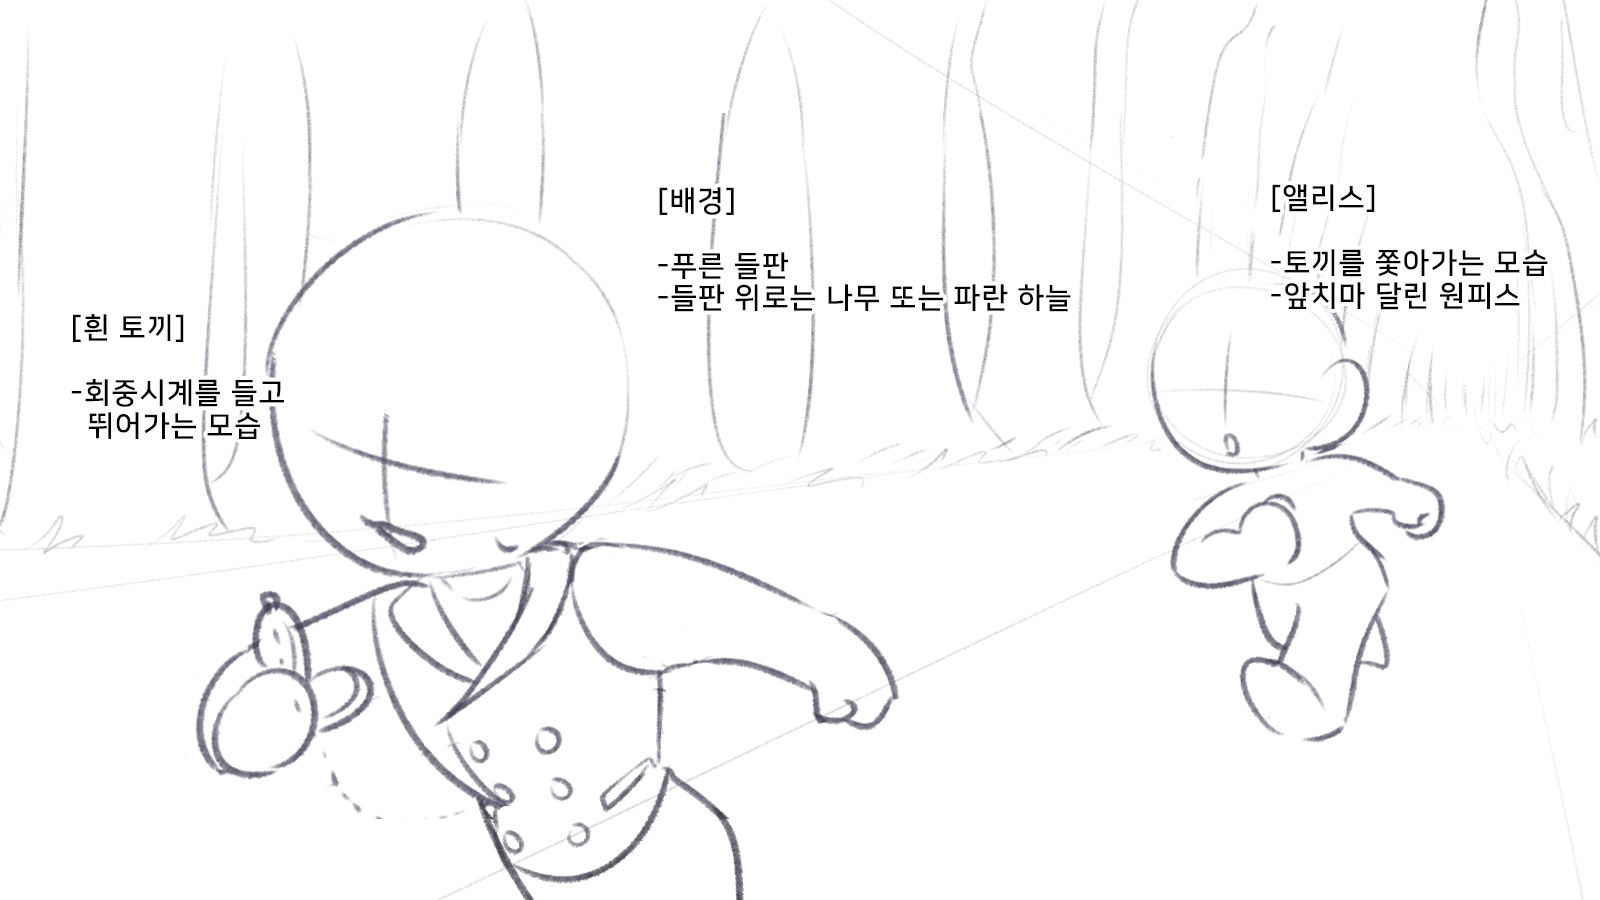 [흰 토끼]
-회중시계를 들고
뛰어가는 모습
[배경]
-푸른 들판
-들판 위로는 나무 또는 파란 하늘
[앨리스]
-토끼를 쫓아가는 모습
-앞치마 달린 원피스